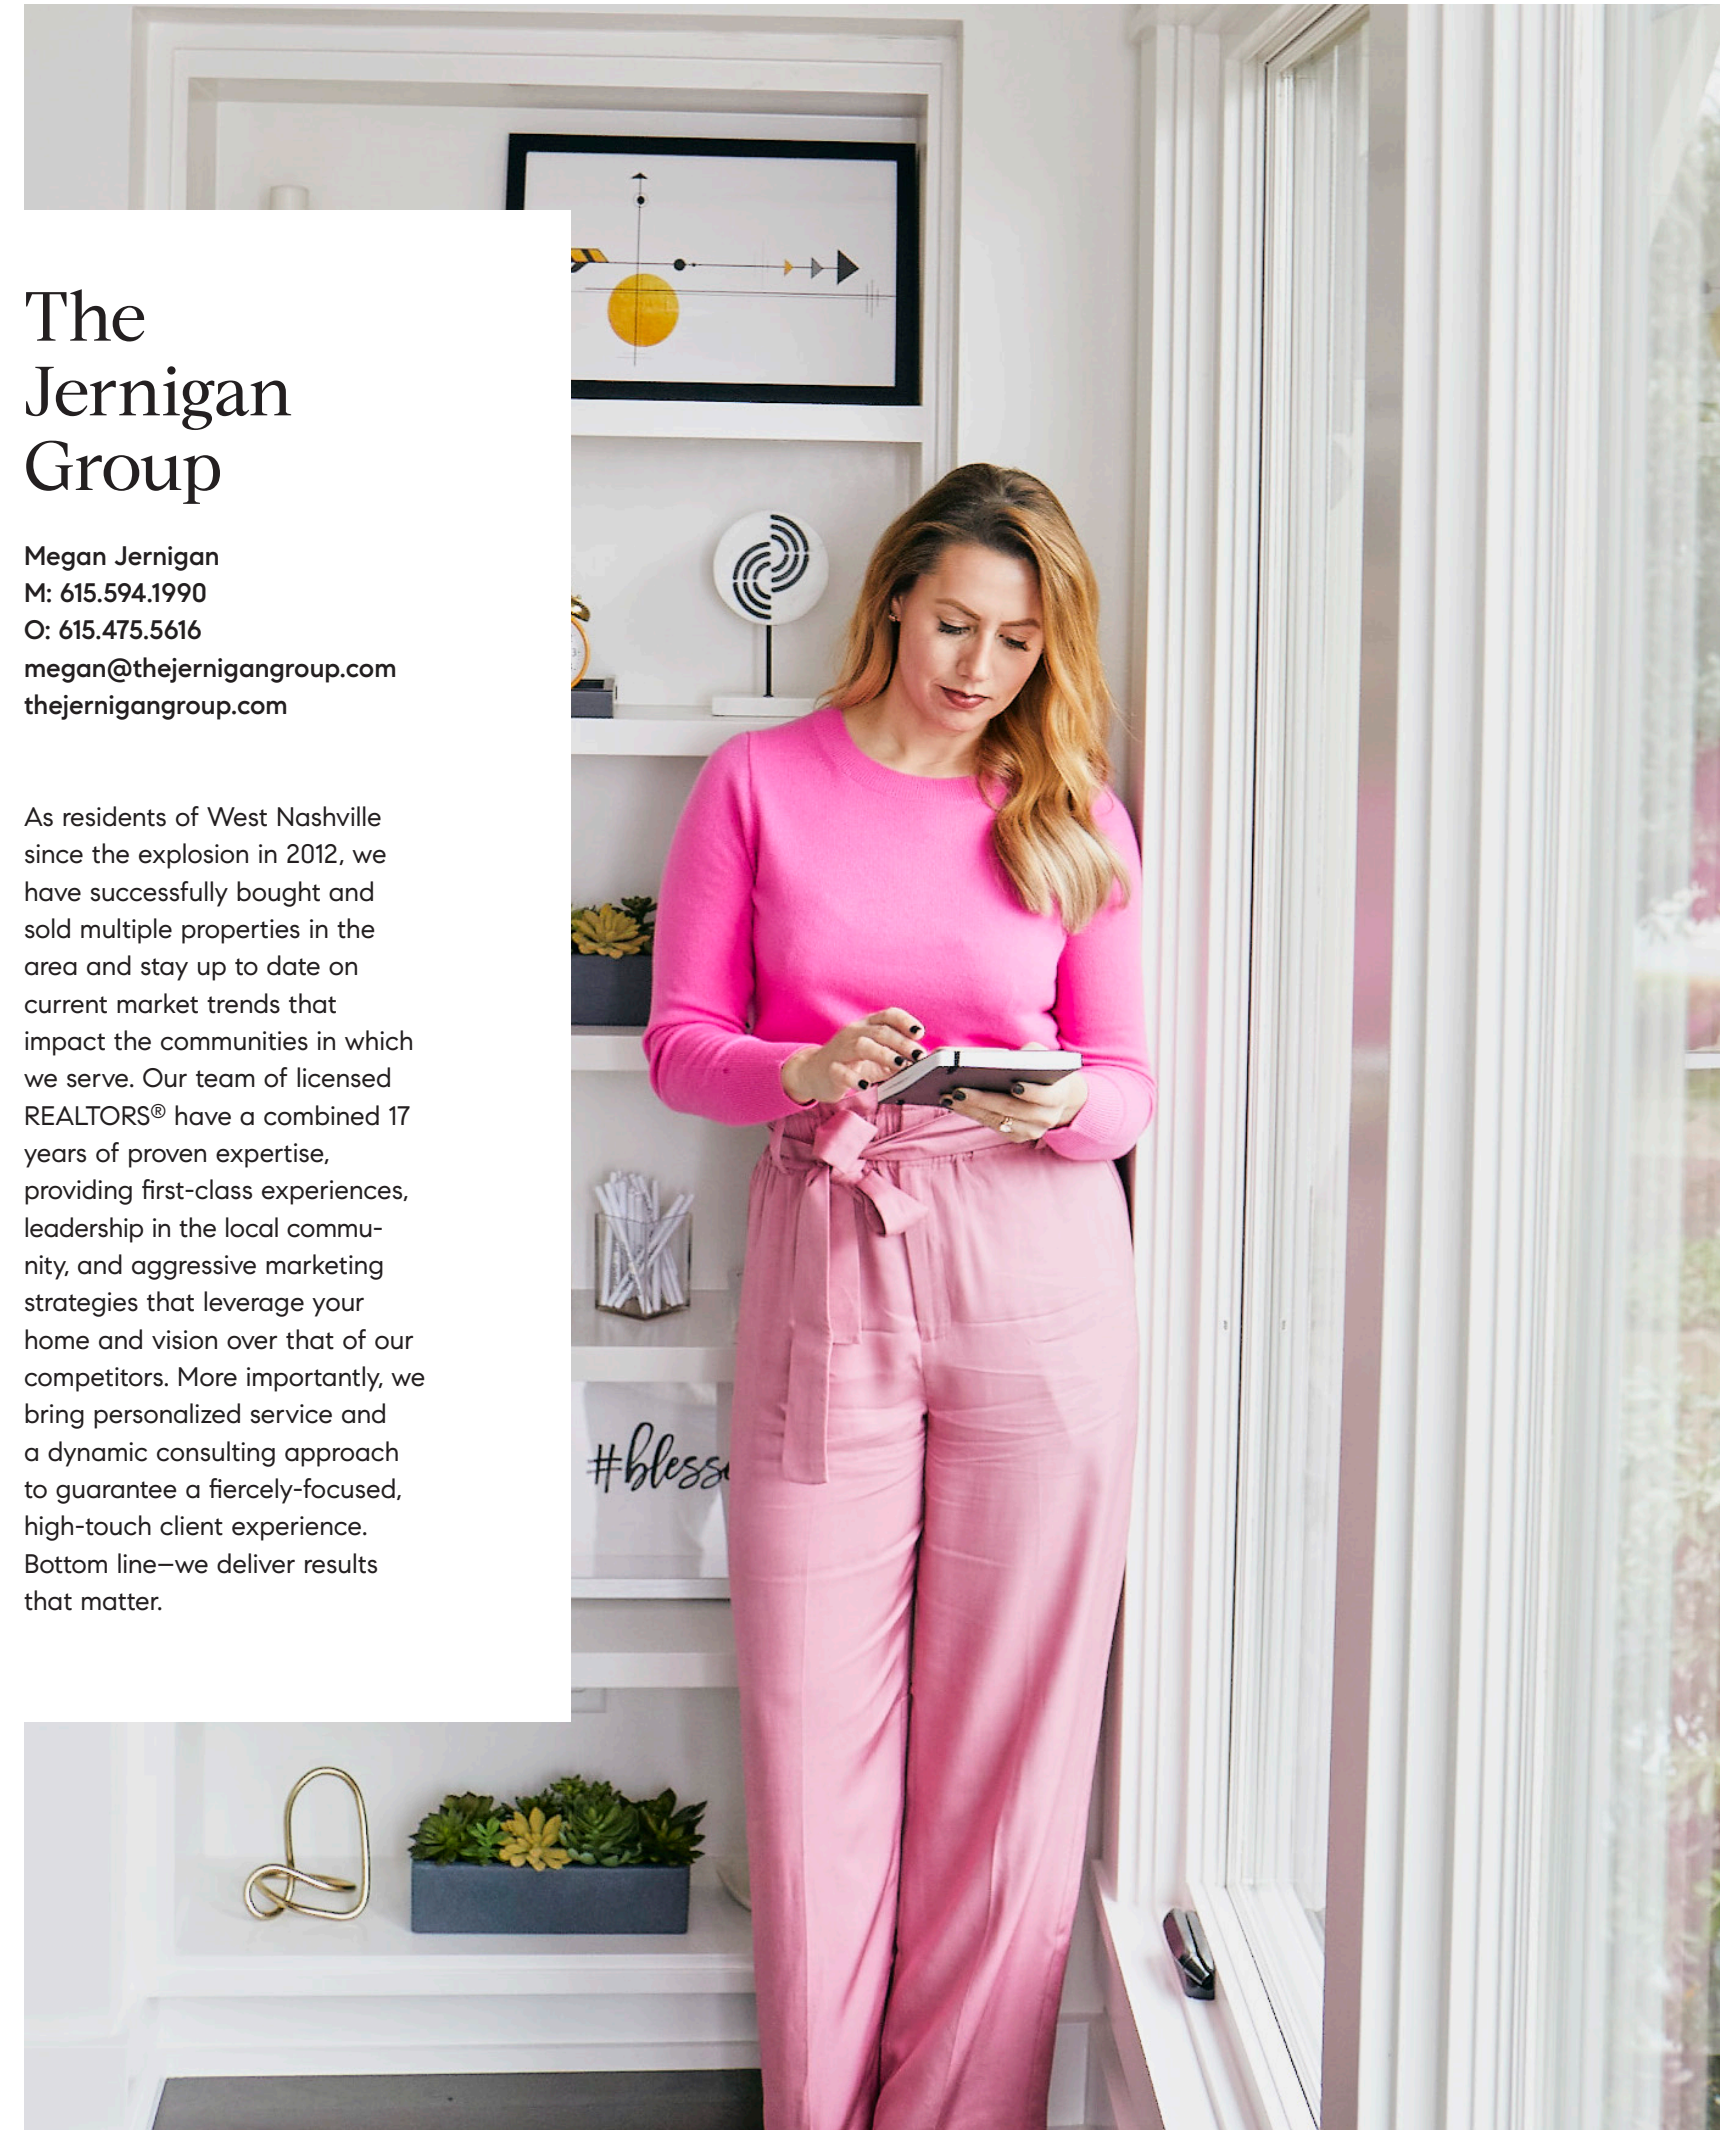 The
Jernigan
Group
Megan Jernigan
M: 615.594.1990
O: 615.475.5616
megan@thejernigangroup.com
thejernigangroup.com
As residents of West Nashville
since the explosion in 2012, we
have successfully bought and
sold multiple properties in the
area and stay up to date on
current market trends that
impact the communities in which
we serve. Our team of licensed
REALTORS® have a combined 17
years of proven expertise,
providing first-class experiences,
leadership in the local commu-
nity, and aggressive marketing
strategies that leverage your
home and vision over that of our
competitors. More importantly, we
bring personalized service and
a dynamic consulting approach
to guarantee a fiercely-focused,
high-touch client experience.
Bottom line—we deliver results
that matter.
#bless